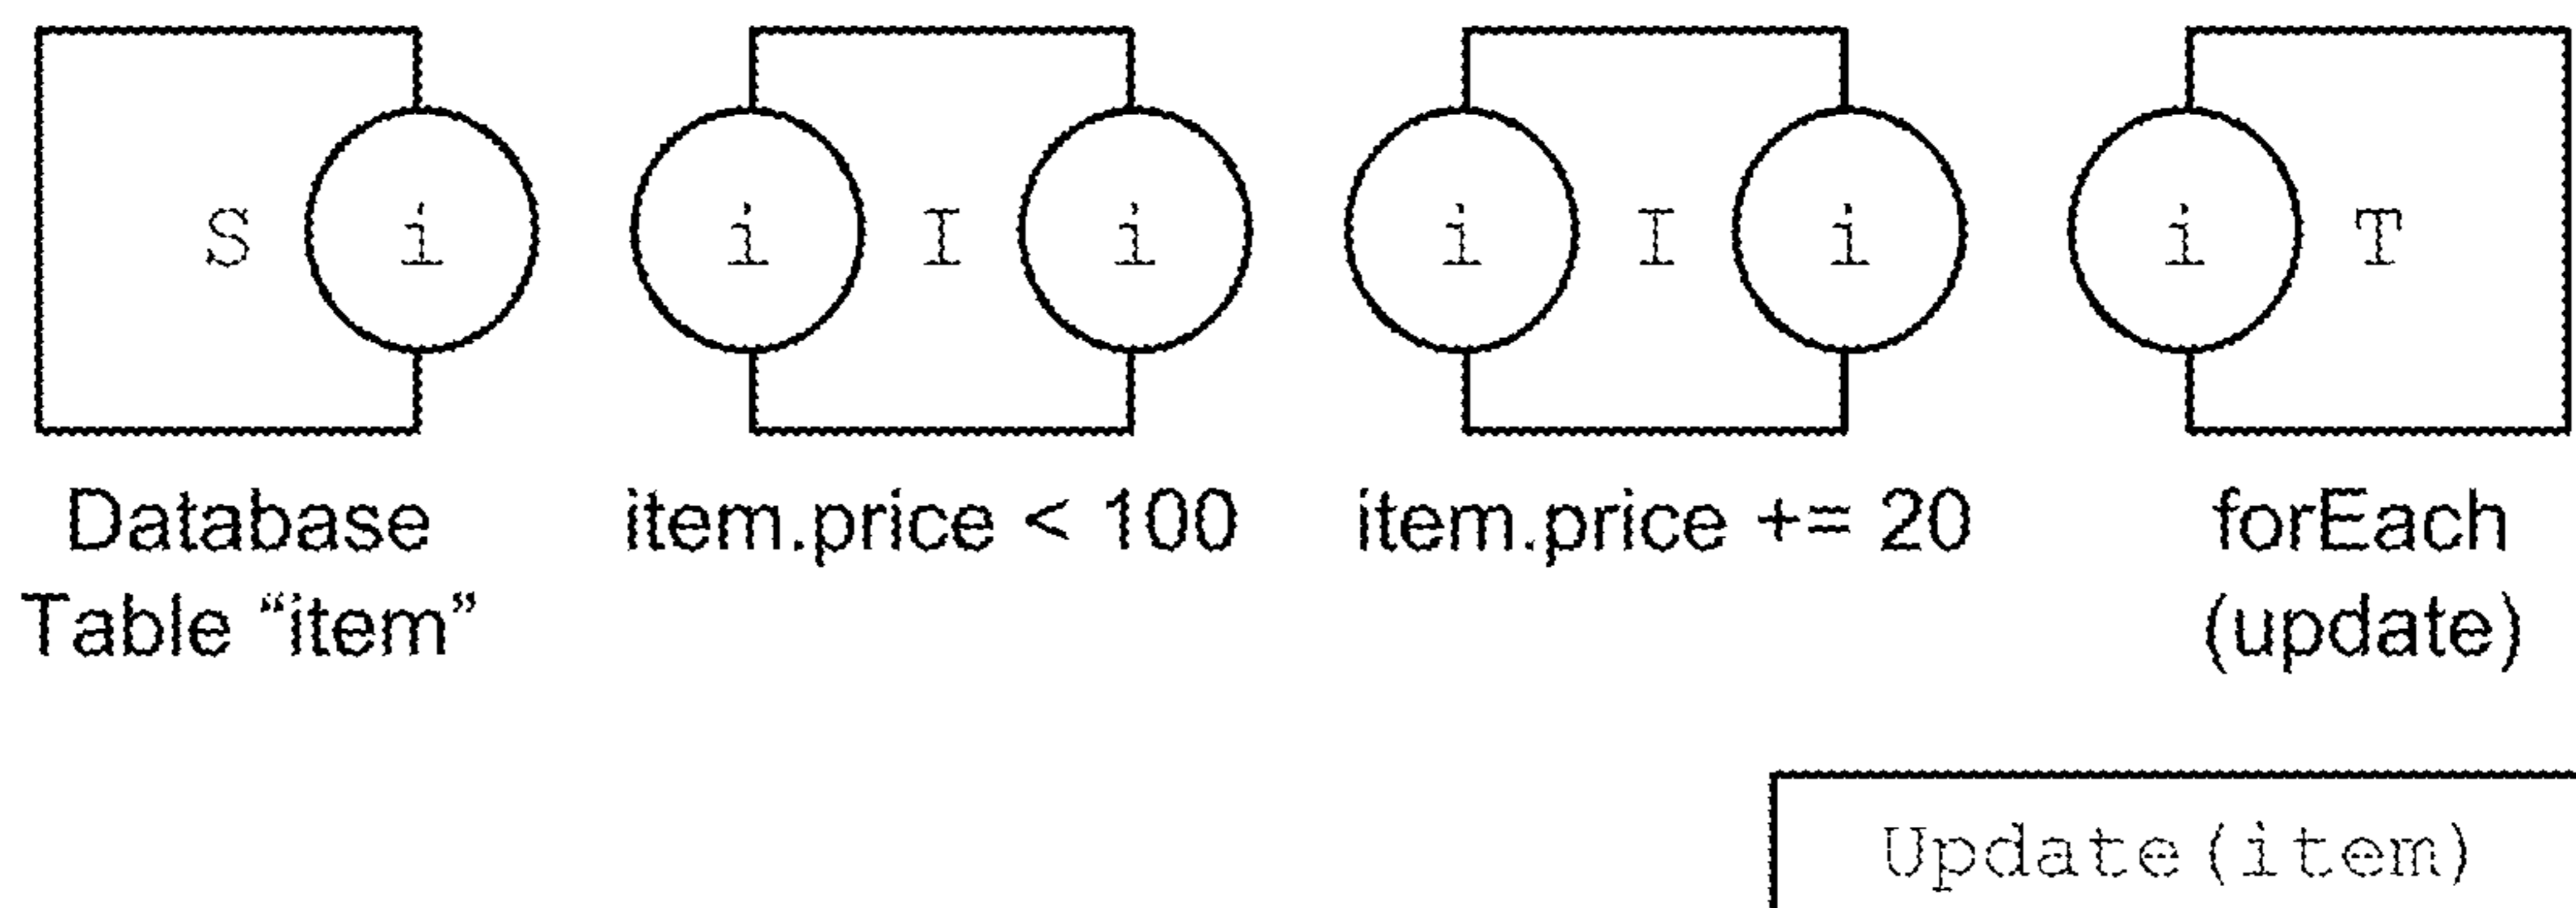 S i i I i i I i i T
Database item.price < 100 item.price += 20 forEach
Table “item” (update)
Update(item)